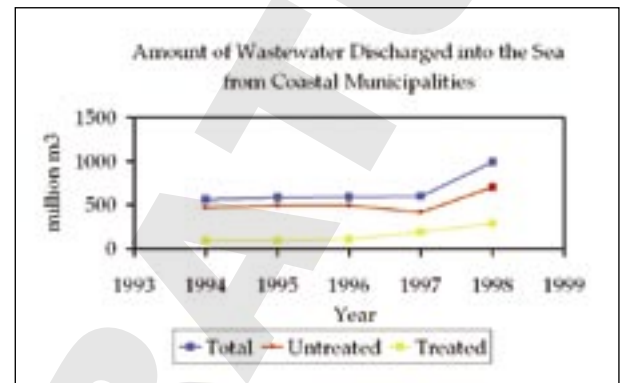 Amount of Wastewater Discharged into the Sea
from Coastal Municipalities
million m3
1500
1000
500
0
1993 1994 1995 1996 1997 1998 1999
Year
Total Untreated Treated